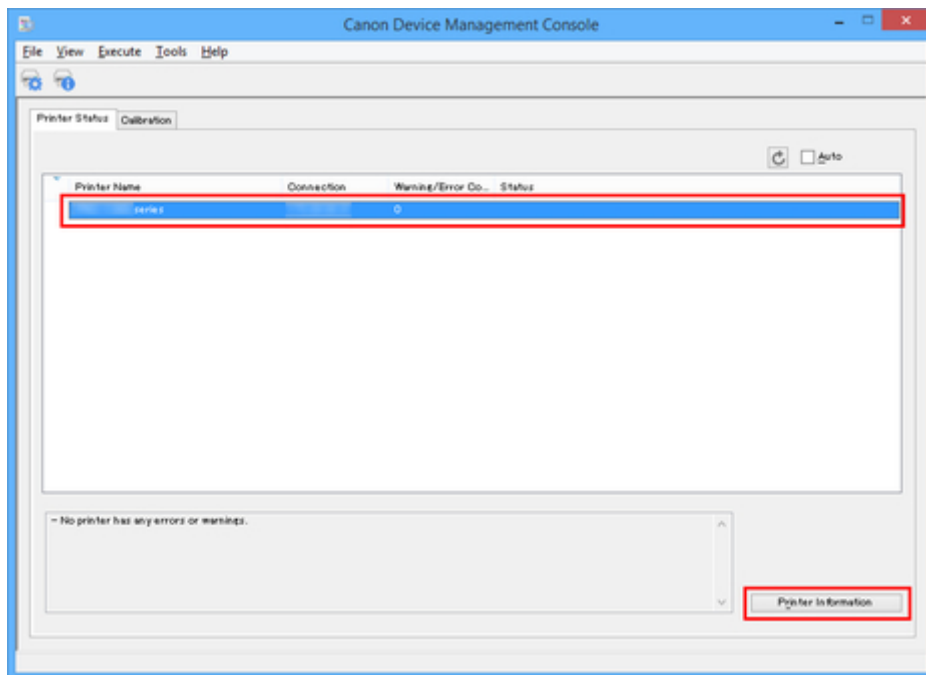 Canon Device Management Console
File View Execute Tools Help
Printer Status Calibration
Auto
Printer Name Connection Warning/Error Co... Status
series 0
- No printer has any errors or warnings.
Printer Information